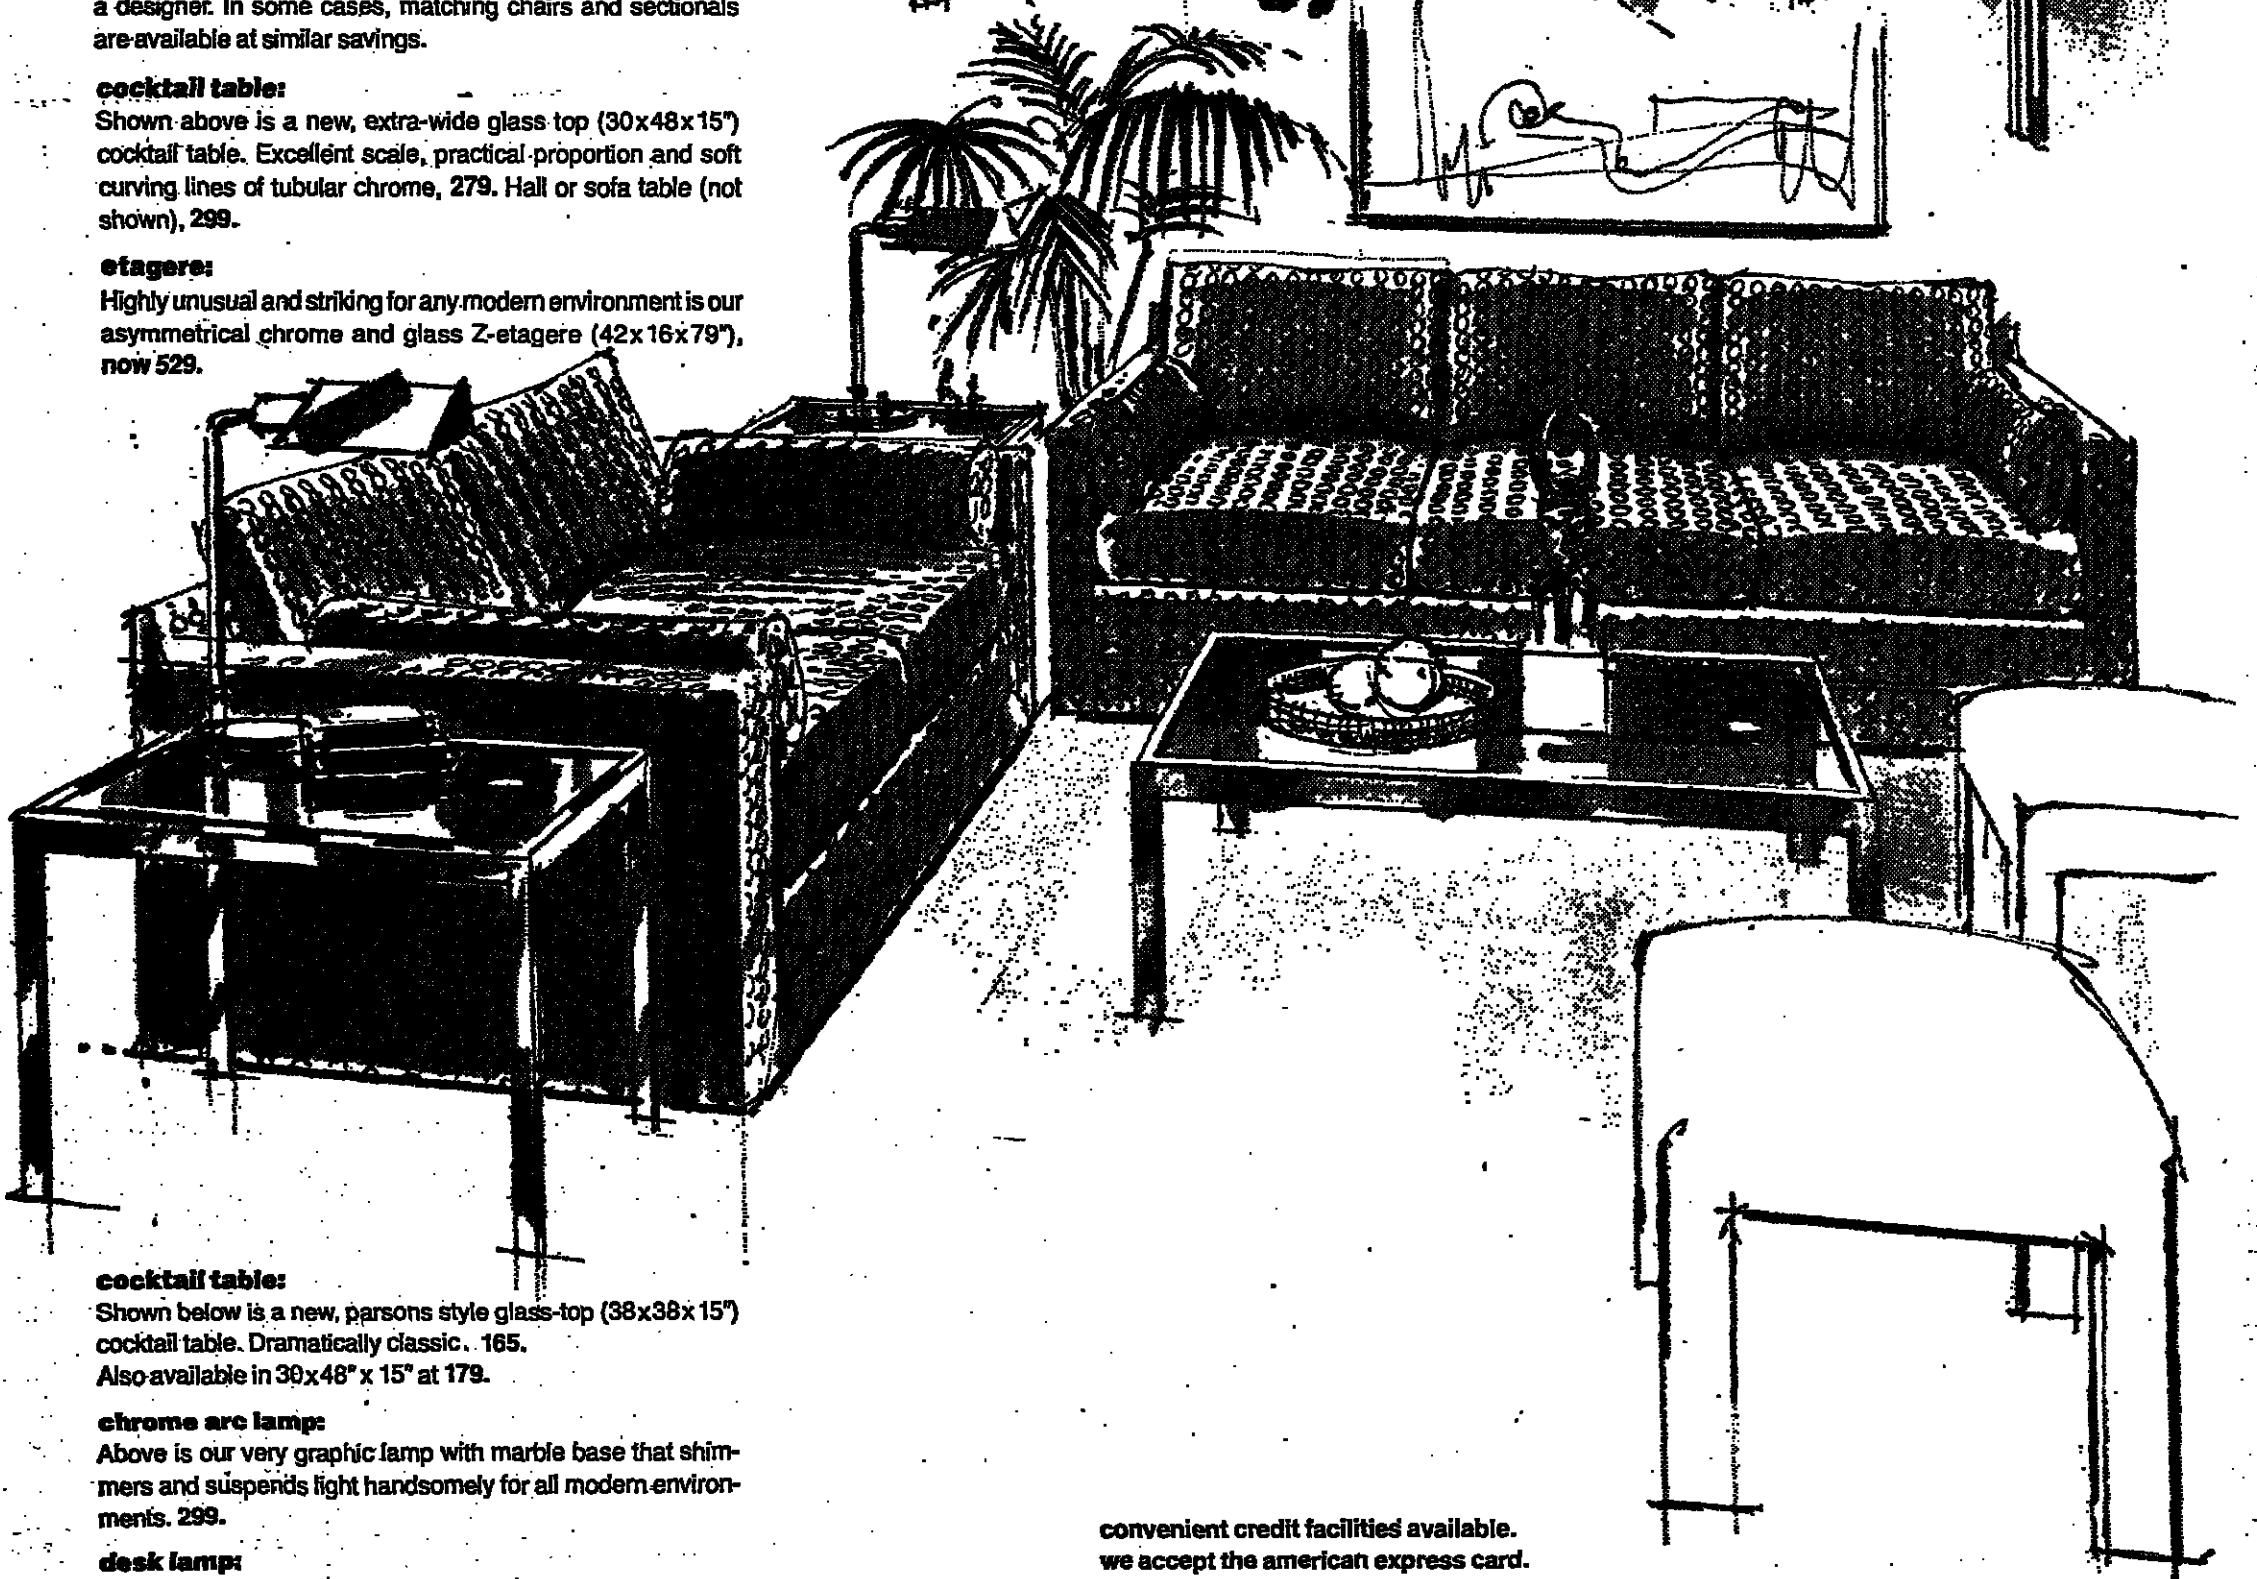 a designer. In some cases, matching chairs and sectionals
are available at similar savings.
cocktail table:
Shown above is a new, extra-wide glass top (30x48x15")
cocktail table. Excellent scale, practical proportion and soft
curving lines of tubular chrome, 279. Hall or sofa table (not
shown), 299.
etagere:
Highly unusual and striking for any modern environment is our
asymmetrical chrome and glass Z-etagere (42x16x79"),
now 529.
cocktail table:
Shown below is a new, parsons style glass-top (38x38x15")
cocktail table. Dramatically classic. 165.
Also available in 30x48" x 15" at 179.
chrome arc lamp:
Above is our very graphic lamp with marble base that shim-
mers and suspends light handsomely for all modern environ-
ments. 299.
desk lamp:
convenient credit facilities available.
we accept the american express card.